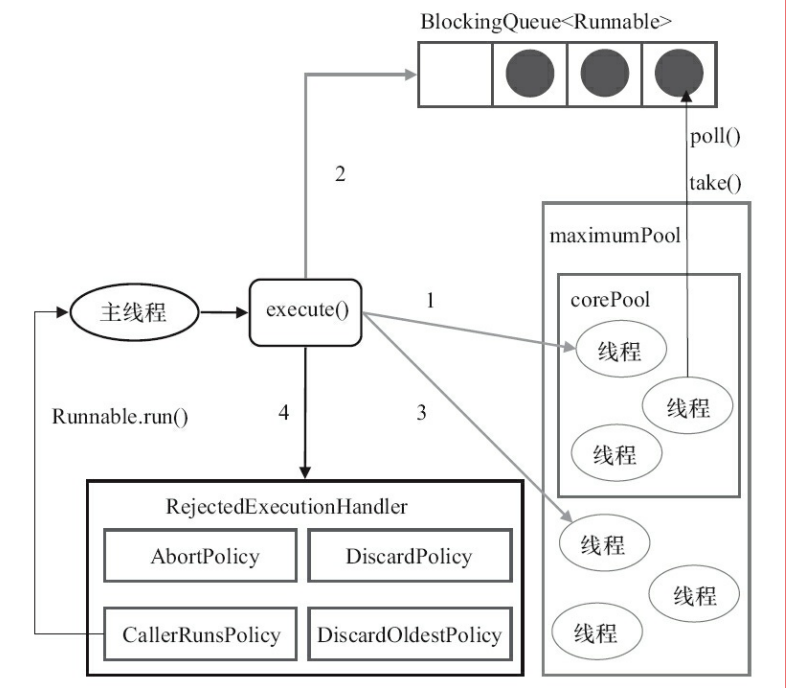 BlockingQueue<Runnable>
poll()
2
take()
maximumPool
corePool
1
主线程
execute()
线程
线程
Runnable.run()
4
3
线程
RejectedExecutionHandler
线程
AbortPolicy
DiscardPolicy
线程
CallerRunsPolicy
DiscardOldestPolicy
线程